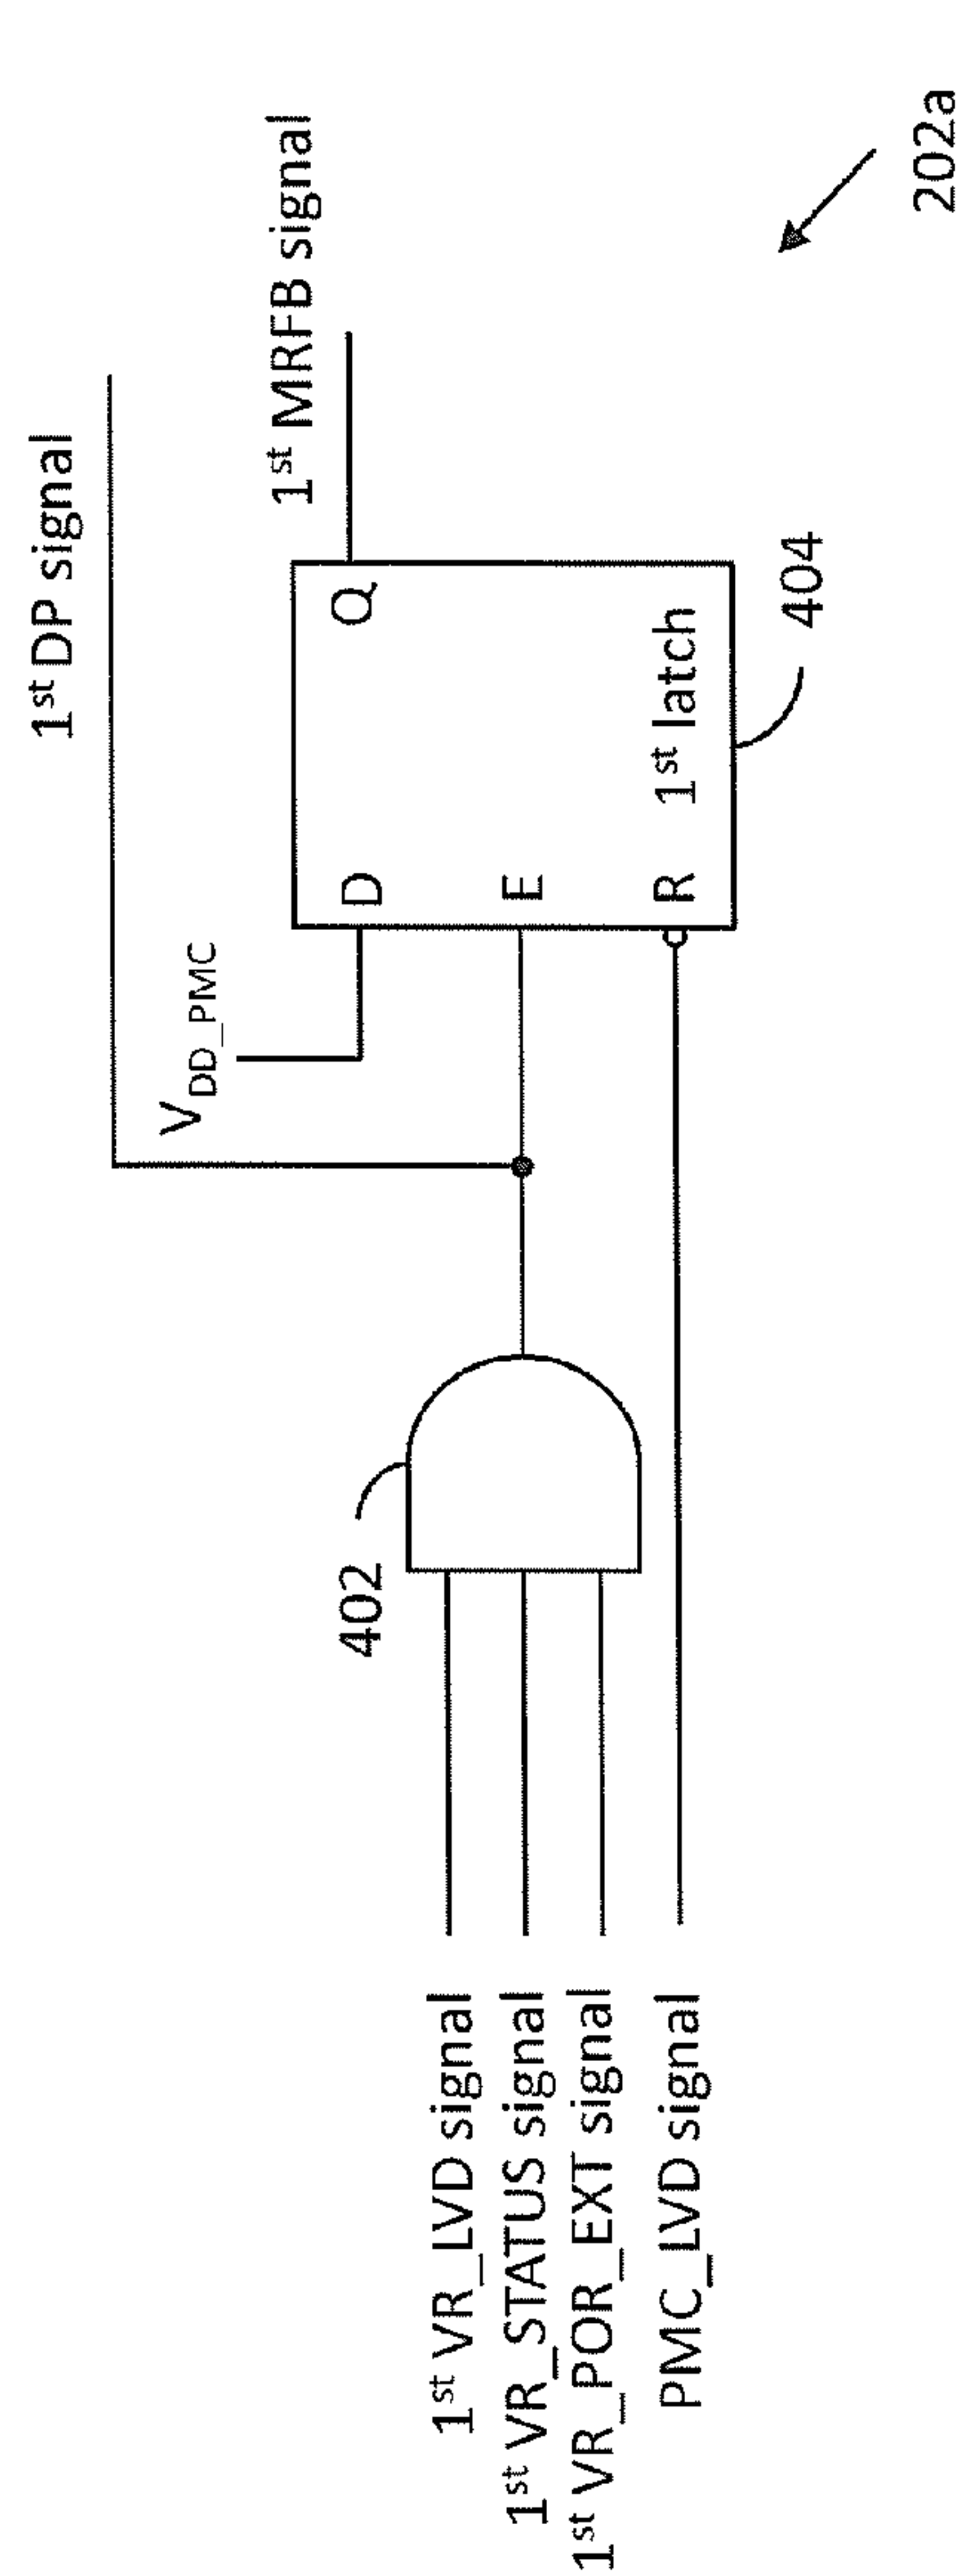 1st DP signal
VDD_PMC
1st MRFB signal
D
Q
E
R
1st latch
404
402
1st VR_LVD signal
1st VR_STATUS signal
1st VR_POR_EXT signal
PMC_LVD signal
202a